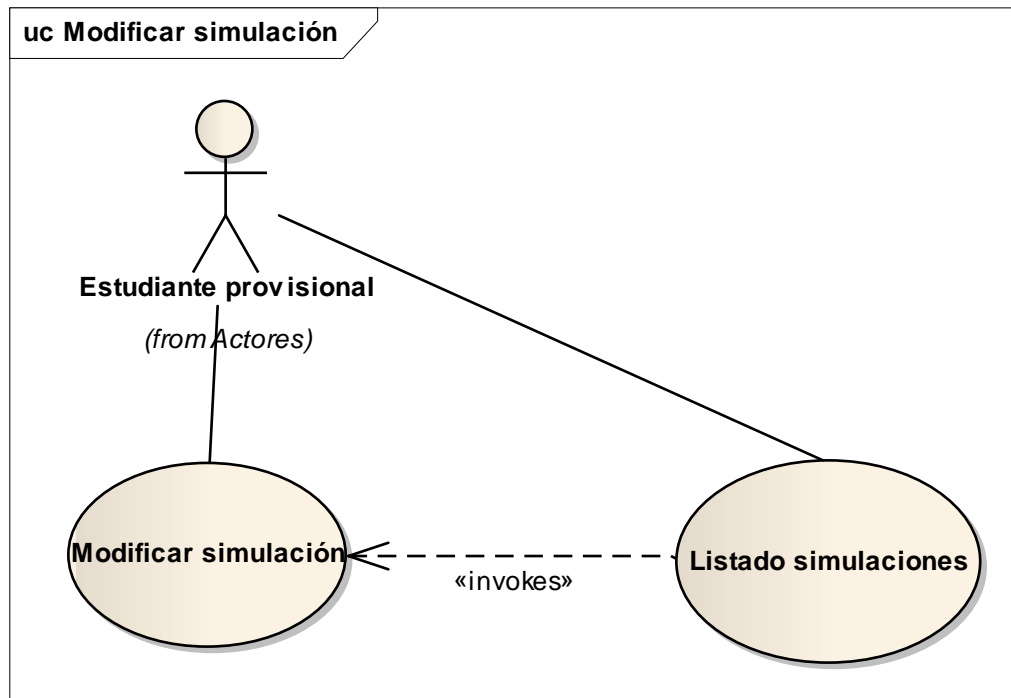 uc Modificar simulación
Estudiante provisional
(from Actores)
Modificar simulación
«invokes»
Listado simulaciones